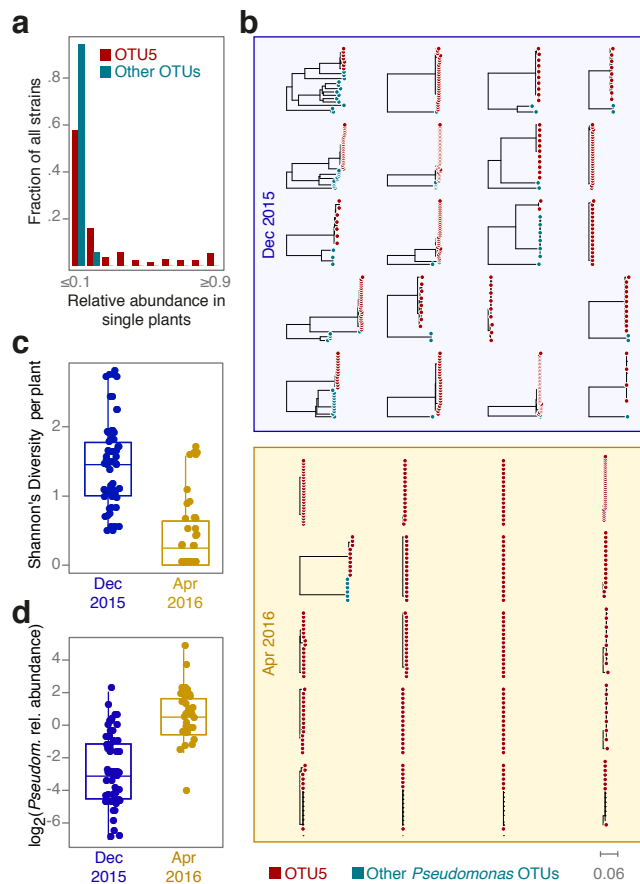 a
OTU5
Other OTUs
Fraction of all strains
.8
.6
.4
.2
≤0.1
≥0.9
Relative abundance in
single plants
b
Dec 2015
Apr 2016
OTU5
Other Pseudomonas OTUs
0.06
c
Shannon's Diversity per plant
2
1
0
Dec
2015
Apr
2016
d
log2(Pseudom. rel. abundance)
4
2
0
-2
-4
-6
Dec
2015
Apr
2016